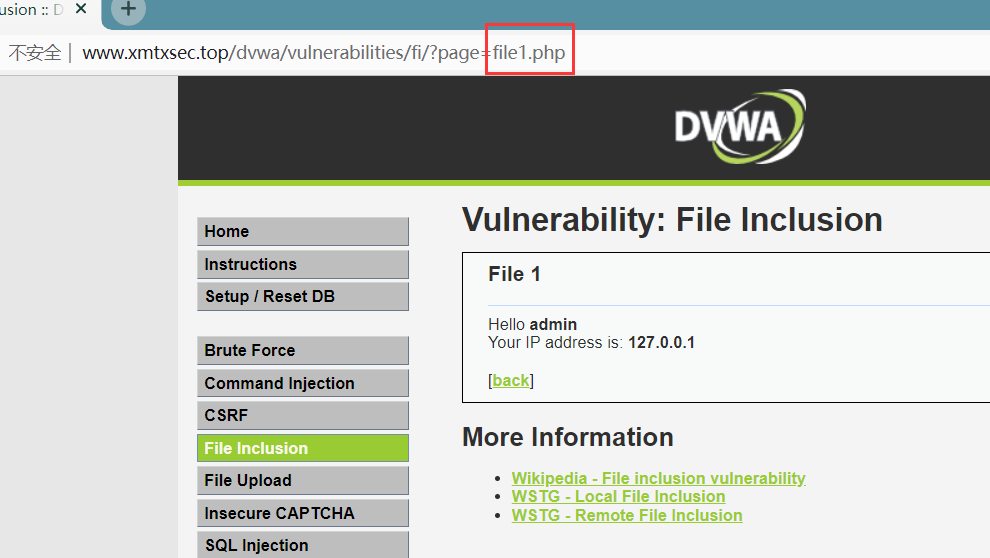 usion :: D
不安全 | www.xmtxsec.top/dvwa/vulnerabilities/fi/?page=file1.php
DVWA
Home
Instructions
Setup / Reset DB
Brute Force
Command Injection
CSRF
File Inclusion
File Upload
Insecure CAPTCHA
SQL Injection
Vulnerability: File Inclusion
File 1
Hello admin
Your IP address is: 127.0.0.1
[back]
More Information
Wikipedia - File inclusion vulnerability
WSTG - Local File Inclusion
WSTG - Remote File Inclusion